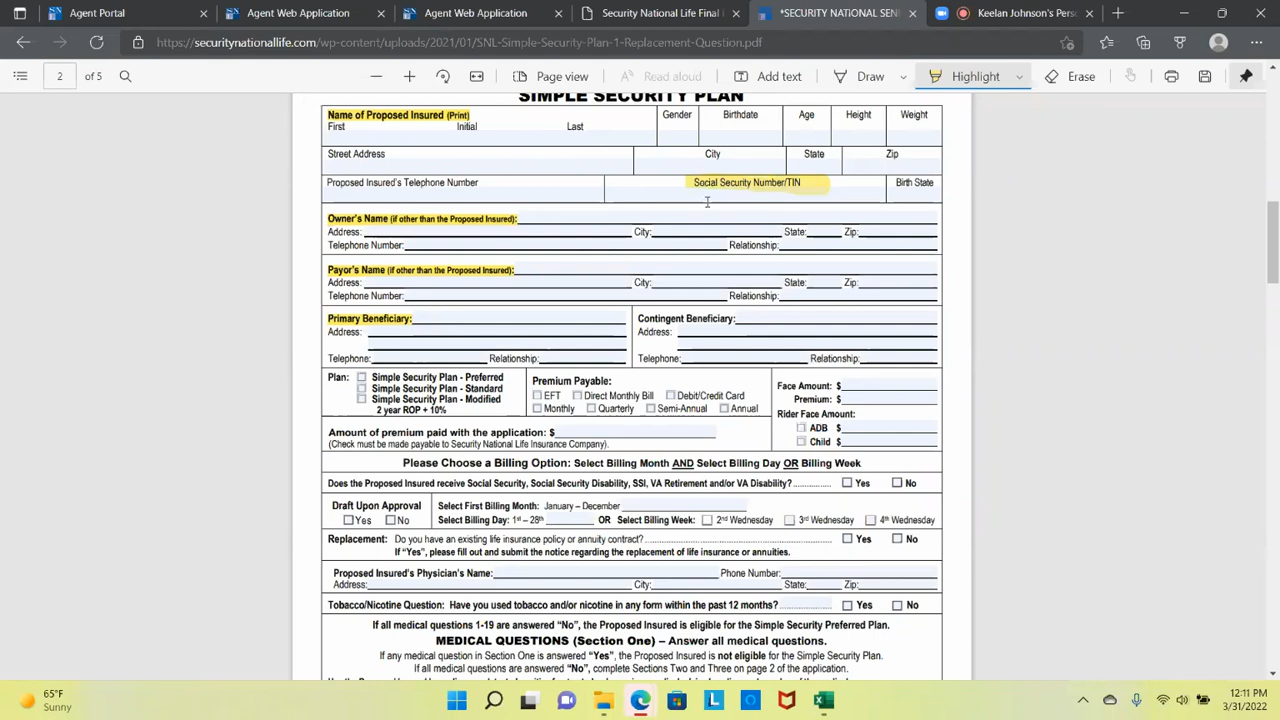 Agent Portal
Agent Web Application
Agent Web Application
Security National Life Final
*SECURITY NATIONAL SEN
Keelan Johnson's Pers
https://securitynationallife.com/wp-content/uploads/2021/01/SNL-Simple-Security-Plan-1-Replacement-Question.pdf
2 of 5
Page view
Read aloud
Add text
Draw
Highlight
Erase
SIMPLE SECURITY PLAN
Name of Proposed Insured (Print) Gender Birthdate Age Height Weight
First Initial Last
Street Address City State Zip
Proposed Insured's Telephone Number Social Security Number/TIN Birth State
Owner's Name (if other than the Proposed Insured):
Address: City: State: Zip:
Telephone Number: Relationship:
Payor's Name (if other than the Proposed Insured):
Address: City: State: Zip:
Telephone Number: Relationship:
Primary Beneficiary: Contingent Beneficiary:
Address: Address:
Telephone: Relationship: Telephone: Relationship:
Plan: Simple Security Plan - Preferred
Simple Security Plan - Standard
Simple Security Plan - Modified
2 year ROP + 10%
Premium Payable:
EFT Direct Monthly Bill Debit/Credit Card
Monthly Quarterly Semi-Annual Annual
Face Amount: $
Premium: $
Rider Face Amount:
ADB $
Child $
Amount of premium paid with the application: $
(Check must be made payable to Security National Life Insurance Company).
Please Choose a Billing Option: Select Billing Month AND Select Billing Day OR Billing Week
Does the Proposed Insured receive Social Security, Social Security Disability, SSI, VA Retirement and/or VA Disability? Yes No
Draft Upon Approval
Yes No
Select First Billing Month: January – December
Select Billing Day: 1st – 28th OR Select Billing Week: 2nd Wednesday 3rd Wednesday 4th Wednesday
Replacement: Do you have an existing life insurance policy or annuity contract? Yes No
If "Yes", please fill out and submit the notice regarding the replacement of life insurance or annuities.
Proposed Insured's Physician's Name: Phone Number:
Address: City: State: Zip:
Tobacco/Nicotine Question: Have you used tobacco and/or nicotine in any form within the past 12 months? Yes No
If all medical questions 1-19 are answered "No", the Proposed Insured is eligible for the Simple Security Preferred Plan.
MEDICAL QUESTIONS (Section One) – Answer all medical questions.
If any medical question in Section One is answered "Yes", the Proposed Insured is not eligible for the Simple Security Plan.
If all medical questions are answered "No", complete Sections Two and Three on page 2 of the application.
65°F
Sunny
12:11 PM
3/31/2022